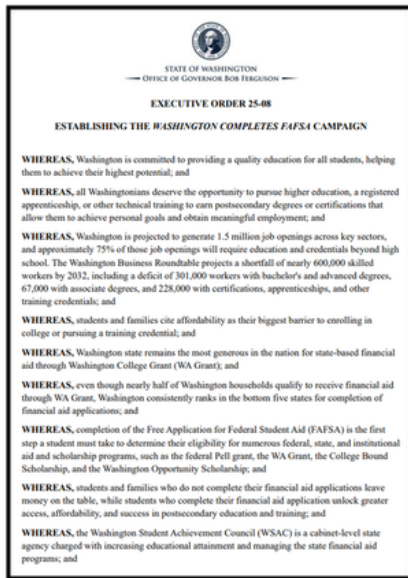 STATE OF WASHINGTON
OFFICE OF GOVERNOR BOB FERGUSON
EXECUTIVE ORDER 25-08
ESTABLISHING THE WASHINGTON COMPLETES FAFSA CAMPAIGN
WHEREAS, Washington is committed to providing a quality education for all students, helping
them to achieve their highest potential; and
WHEREAS, all Washingtonians deserve the opportunity to pursue higher education, a registered
apprenticeship, or other technical training to earn postsecondary degrees or certifications that
allow them to achieve personal goals and obtain meaningful employment; and
WHEREAS, Washington is projected to generate 1.5 million job openings across key sectors,
and approximately 75% of those job openings will require education and credentials beyond high
school. The Washington Business Roundtable projects a shortfall of nearly 600,000 skilled
workers by 2032, including a deficit of 301,000 workers with bachelor's and advanced degrees,
67,000 with associate degrees, and 228,000 with certifications, apprenticeships, and other
training credentials; and
WHEREAS, students and families cite affordability as their biggest barrier to enrolling in
college or pursuing a training credential; and
WHEREAS, Washington state remains the most generous in the nation for state-based financial
aid through Washington College Grant (WA Grant); and
WHEREAS, even though nearly half of Washington households qualify to receive financial aid
through WA Grant, Washington consistently ranks in the bottom five states for completion of
financial aid applications; and
WHEREAS, completion of the Free Application for Federal Student Aid (FAFSA) is the first
step a student must take to determine their eligibility for numerous federal, state, and institutional
aid and scholarship programs, such as the federal Pell grant, the WA Grant, the College Bound
Scholarship, and the Washington Opportunity Scholarship; and
WHEREAS, students and families who do not complete their financial aid applications leave
money on the table, while students who complete their financial aid application unlock greater
access, affordability, and success in postsecondary education and training; and
WHEREAS, the Washington Student Achievement Council (WSAC) is a cabinet-level state
agency charged with increasing educational attainment and managing the state financial aid
programs; and